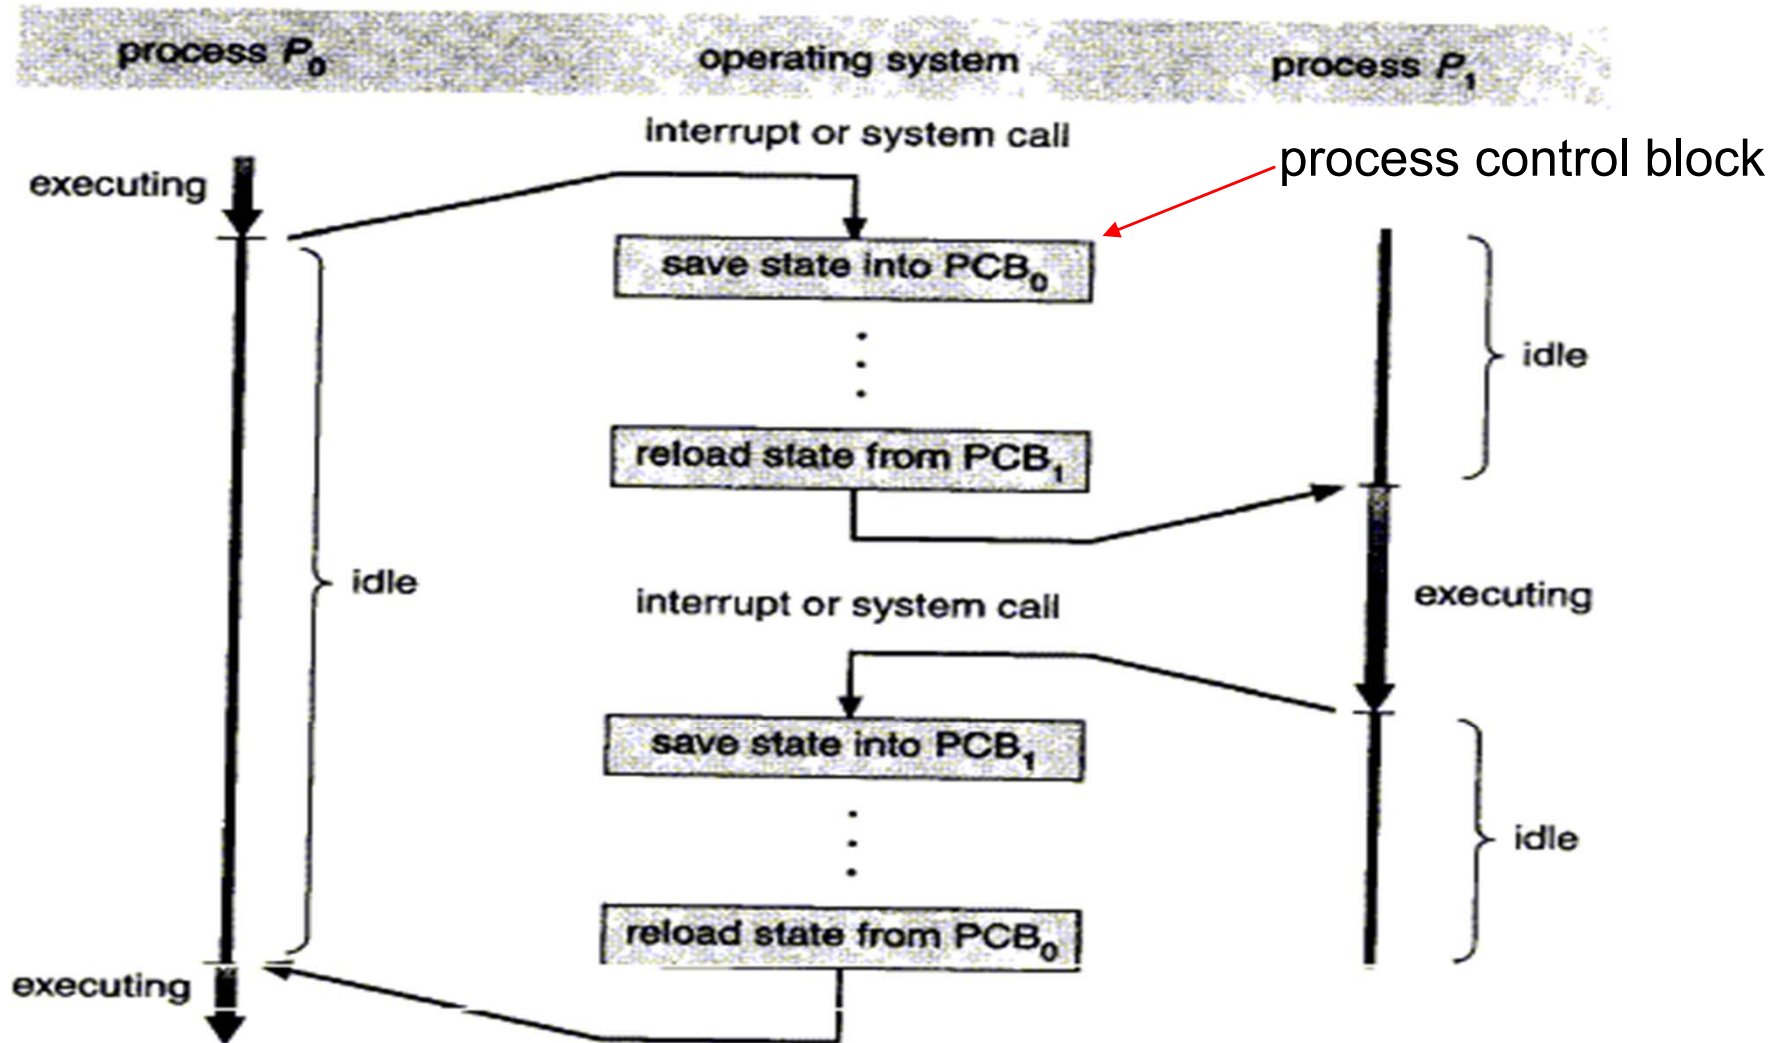 process P0
operating system
process P1
interrupt or system call
process control block
executing
save state into PCB0
idle
reload state from PCB1
idle
interrupt or system call
executing
save state into PCB1
idle
reload state from PCB0
executing